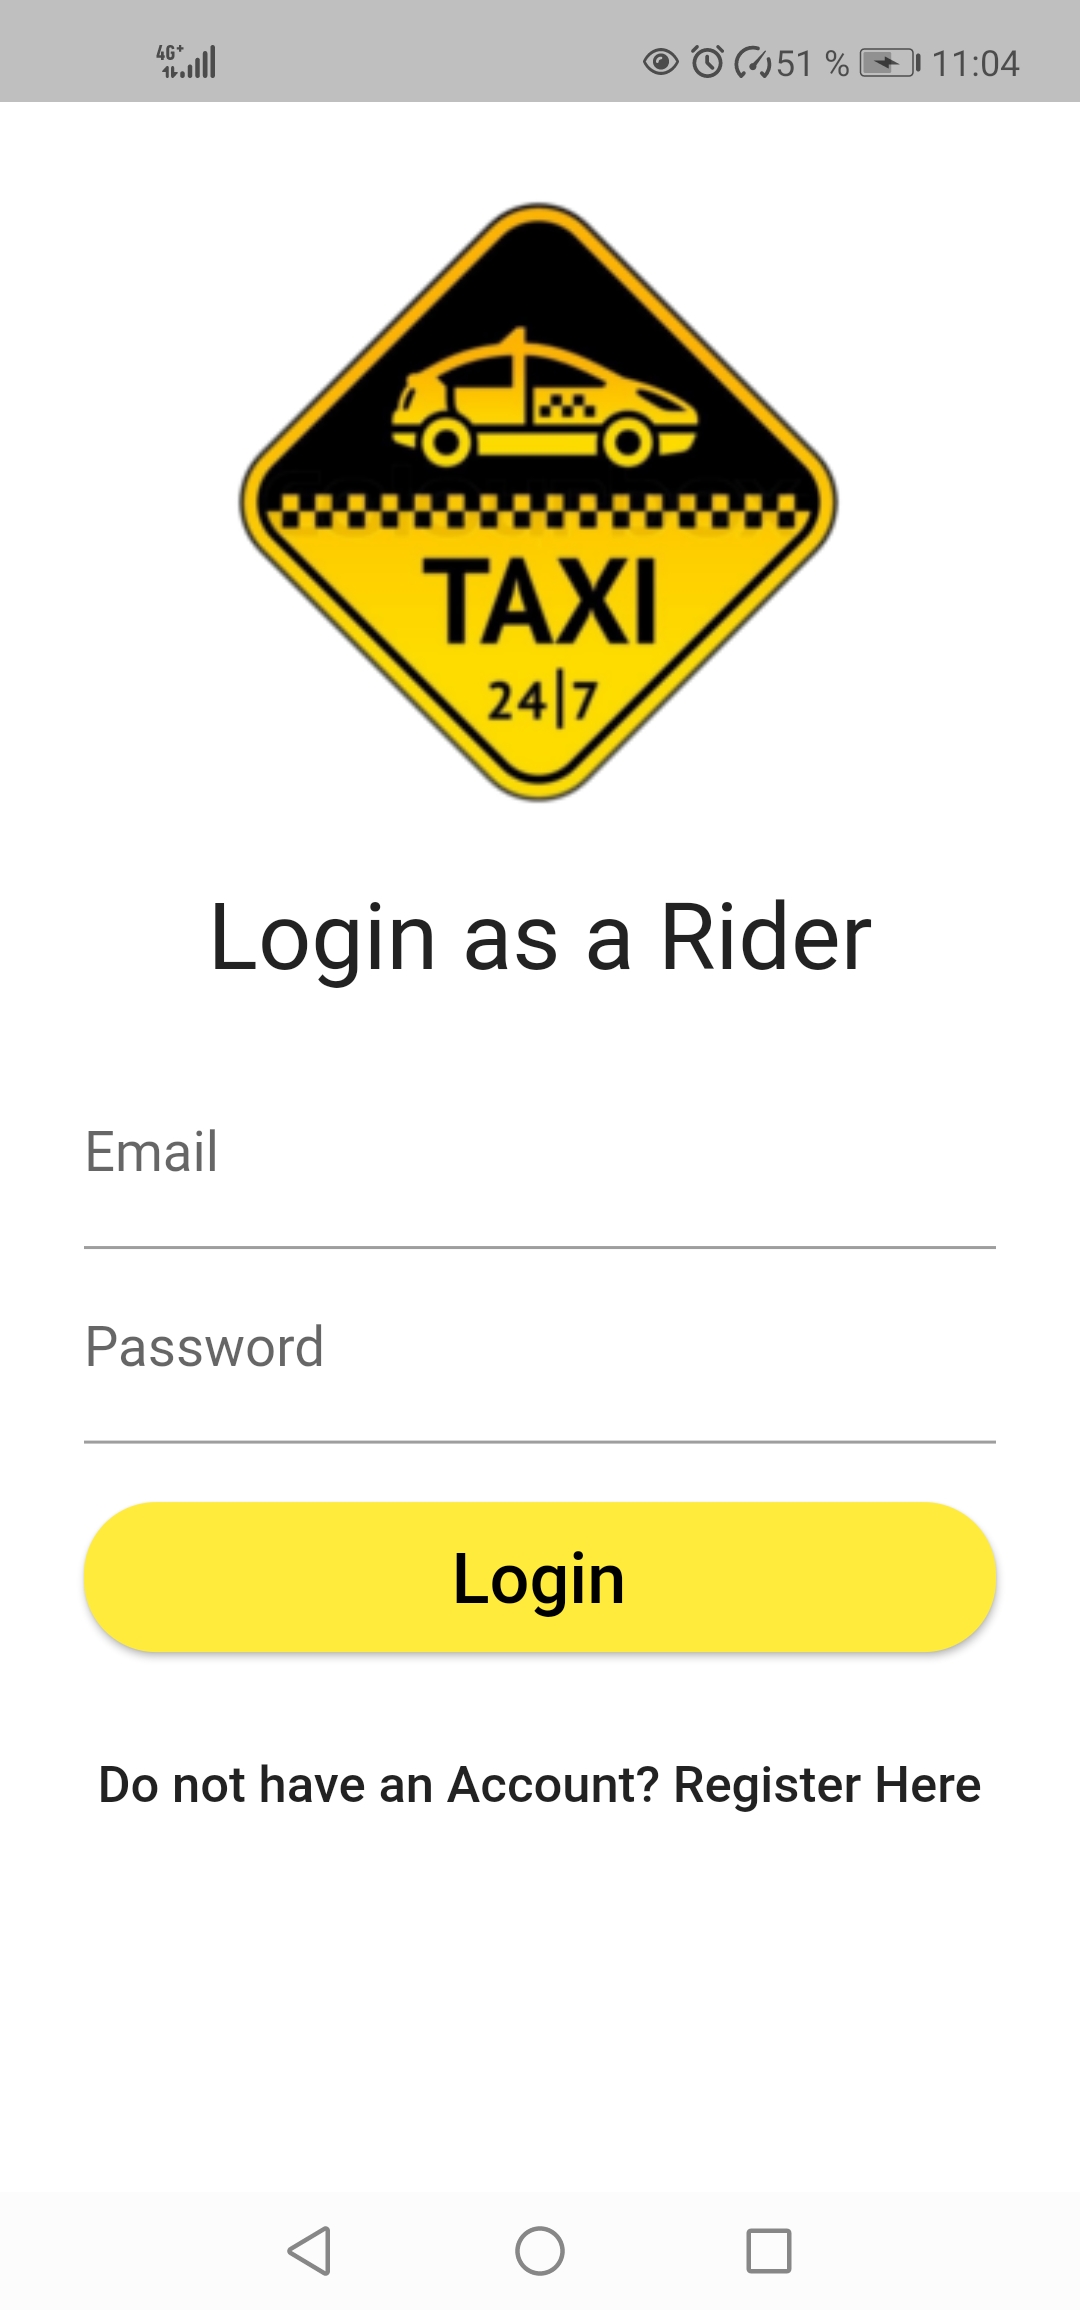 4G+ 51 % 11:04
TAXI
24|7
Login as a Rider
Email
Password
Login
Do not have an Account? Register Here